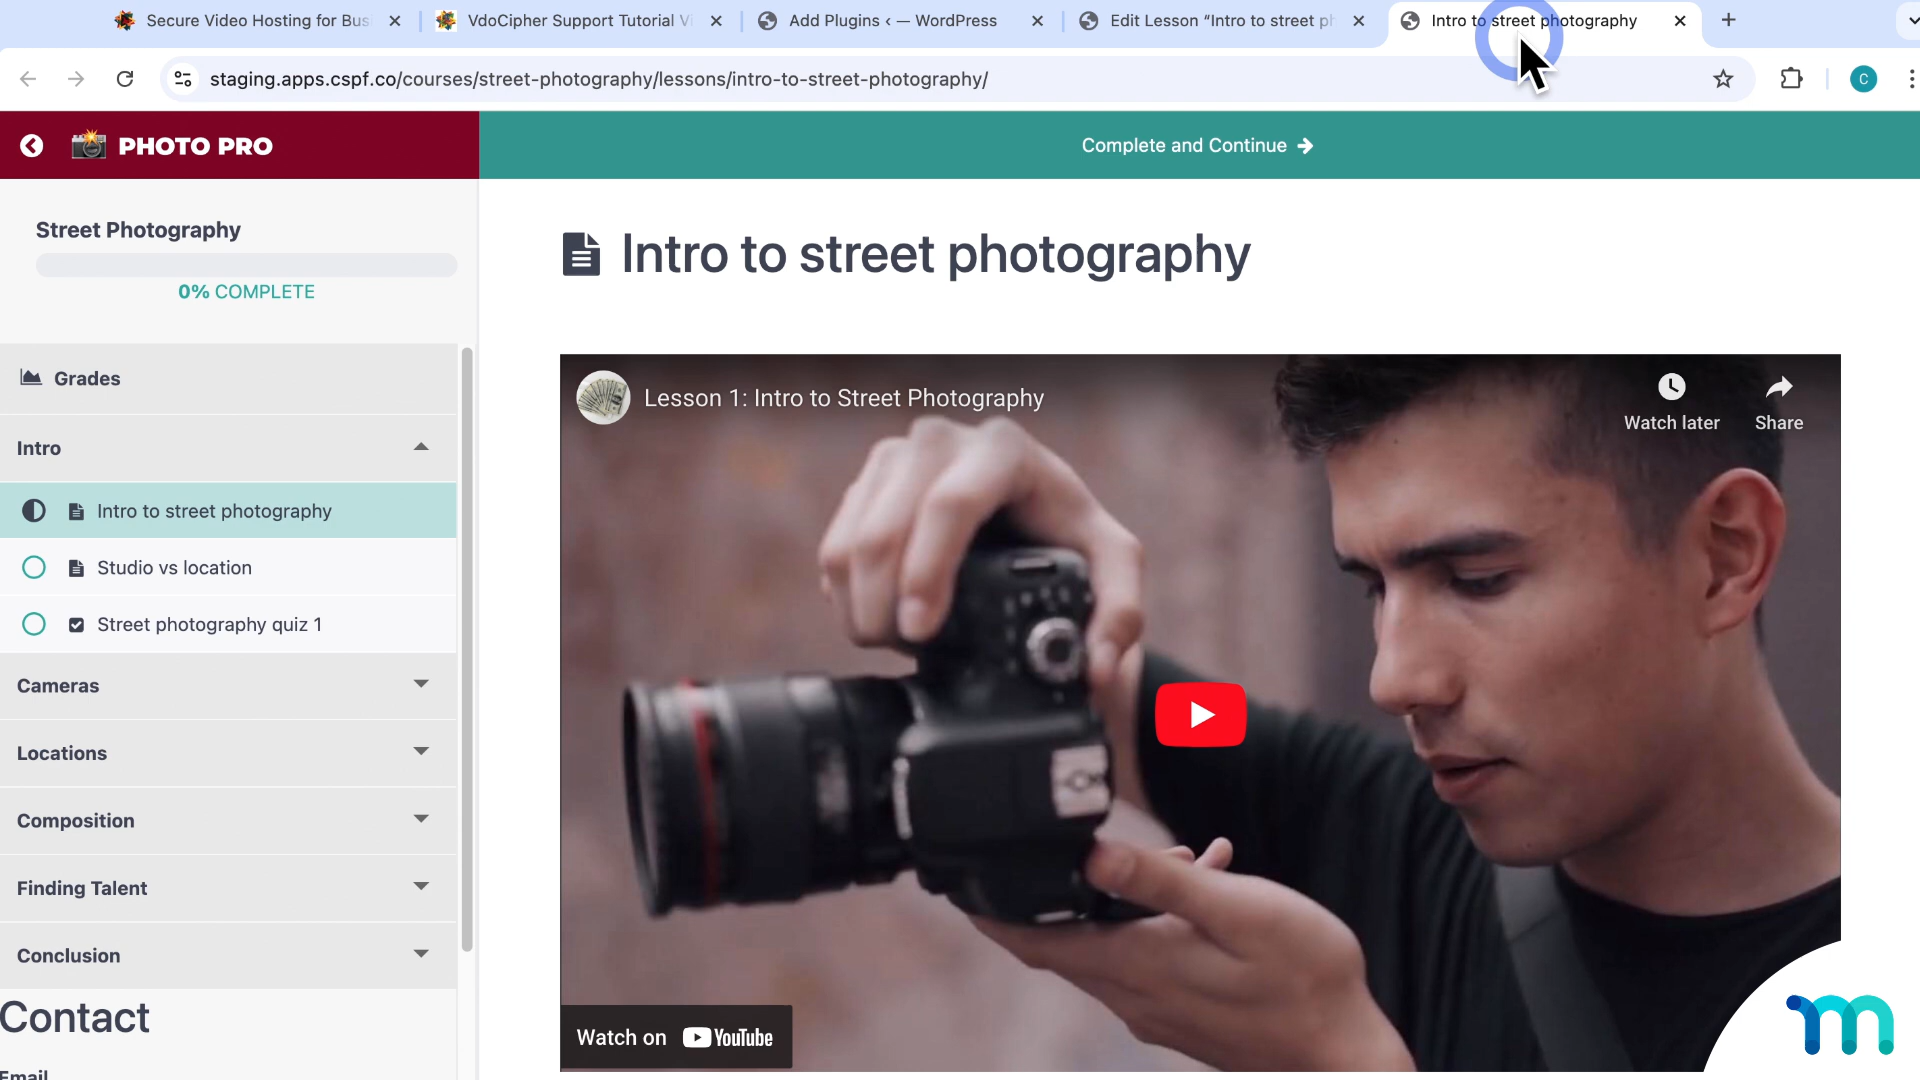 Secure Video Hosting for Busi
VdoCipher Support Tutorial Vi
Add Plugins ‹ — WordPress
Edit Lesson “Intro to street ph
Intro to street photography
staging.apps.cspf.co/courses/street-photography/lessons/intro-to-street-photography/
C
PHOTO PRO
Complete and Continue
Street Photography
0% COMPLETE
Grades
Intro
Intro to street photography
Studio vs location
Street photography quiz 1
Cameras
Locations
Composition
Finding Talent
Conclusion
Contact
Email
Intro to street photography
Lesson 1: Intro to Street Photography
Watch later
Share
Watch on YouTube
m